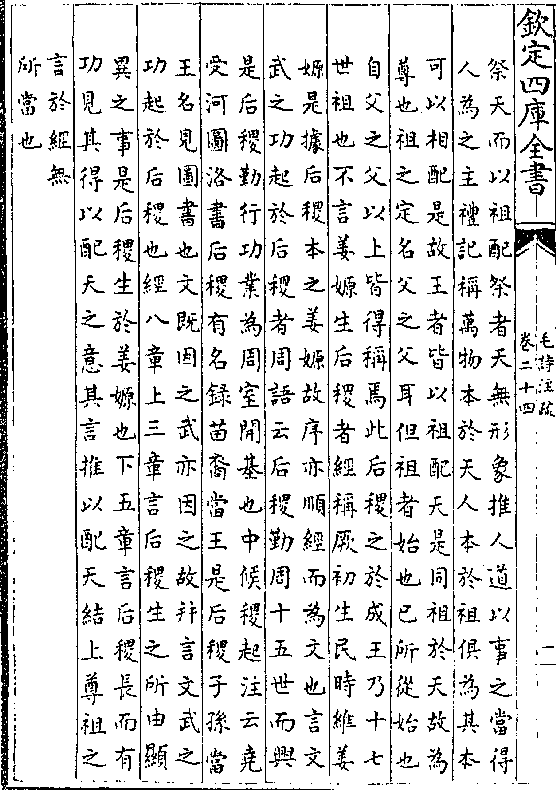 欽定四庫全書
毛詩注疏
卷二十四
一
祭天而以祖配祭者天無形象推人道以事之當得
人為之主禮記稱萬物本於天人本於祖俱為其本
可以相配是故王者皆以祖配天是同祖於天故為
尊也祖之定名父之父耳但祖者始也己所從始也
自父之父以上皆得稱焉此后稷之於成王乃十七
世祖也不言姜嫄生后稷者經稱厥初生民時維姜
嫄是據后稷本之姜嫄故序亦順經而為文也言文
武之功起於后稷者周語云后稷勤周十五世而興
是后稷勤行功業為周室開基也中候稷起注云堯
受河圖洛書后稷有名録苗裔當王是后稷子孫當
王名見圖書也文既因之武亦因之故并言文武之
功起於后稷也經八章上三章言后稷生之所由顯
異之事是后稷生於姜嫄也下五章言后稷長而有
功見其得以配天之意其言推以配天結上尊祖之
言於經無
所當也